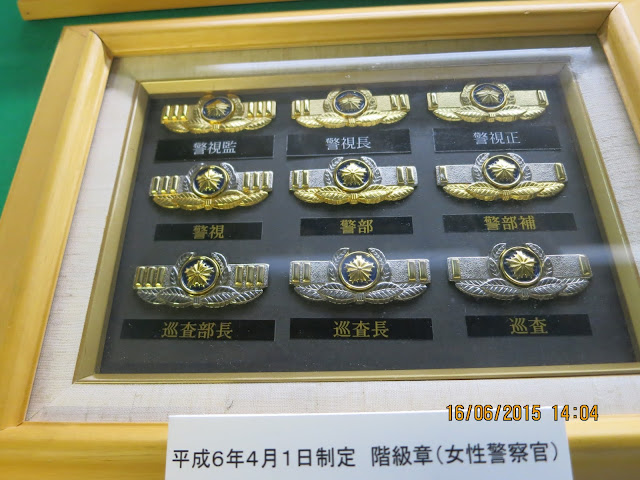 警視監 警視長 警視正
警視 警部 警部補
巡査部長 巡査長 巡査
16/06/2015 14:04
平成6年4月1日制定 階級章(女性警察官)